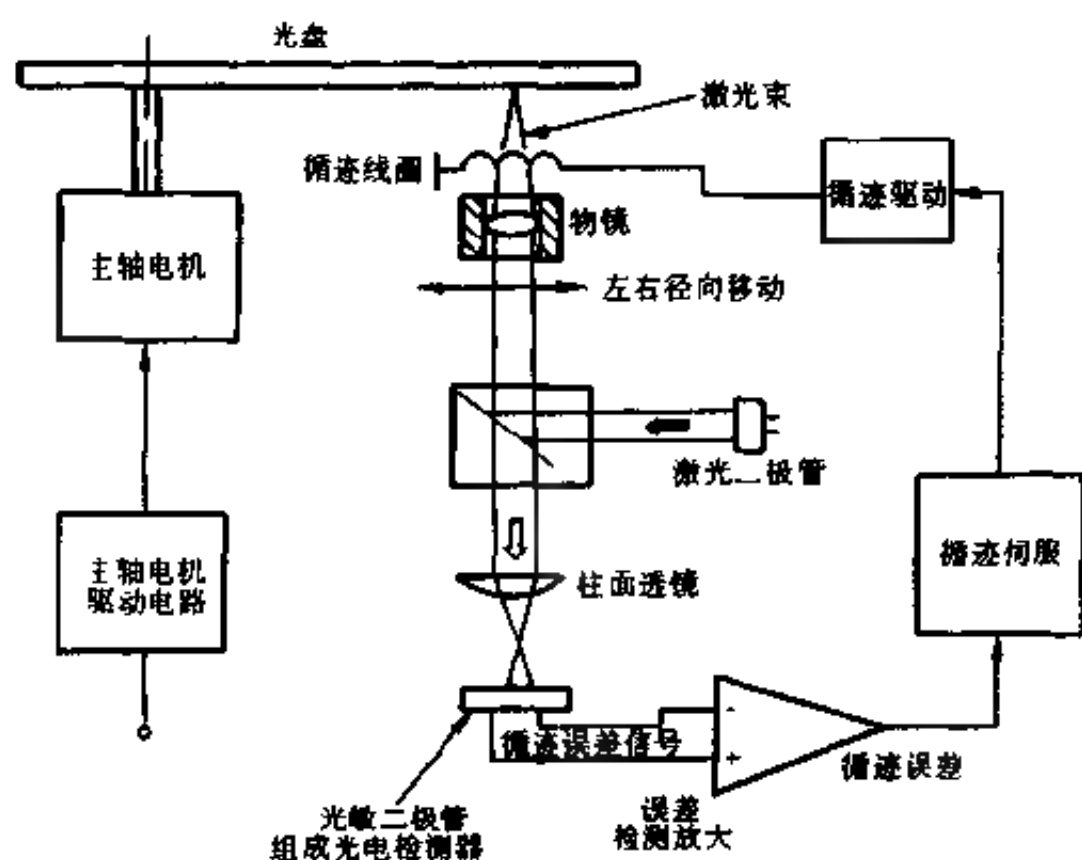 光盘
激光束
循迹线圈
循迹驱动
物镜
主轴电机
左右径向移动
激光二极管
循迹伺服
主轴电机
驱动电路
柱面透镜
-
循迹误差信号
+
循迹误差
光敏二极管
组成光电检测器
误差
检测放大